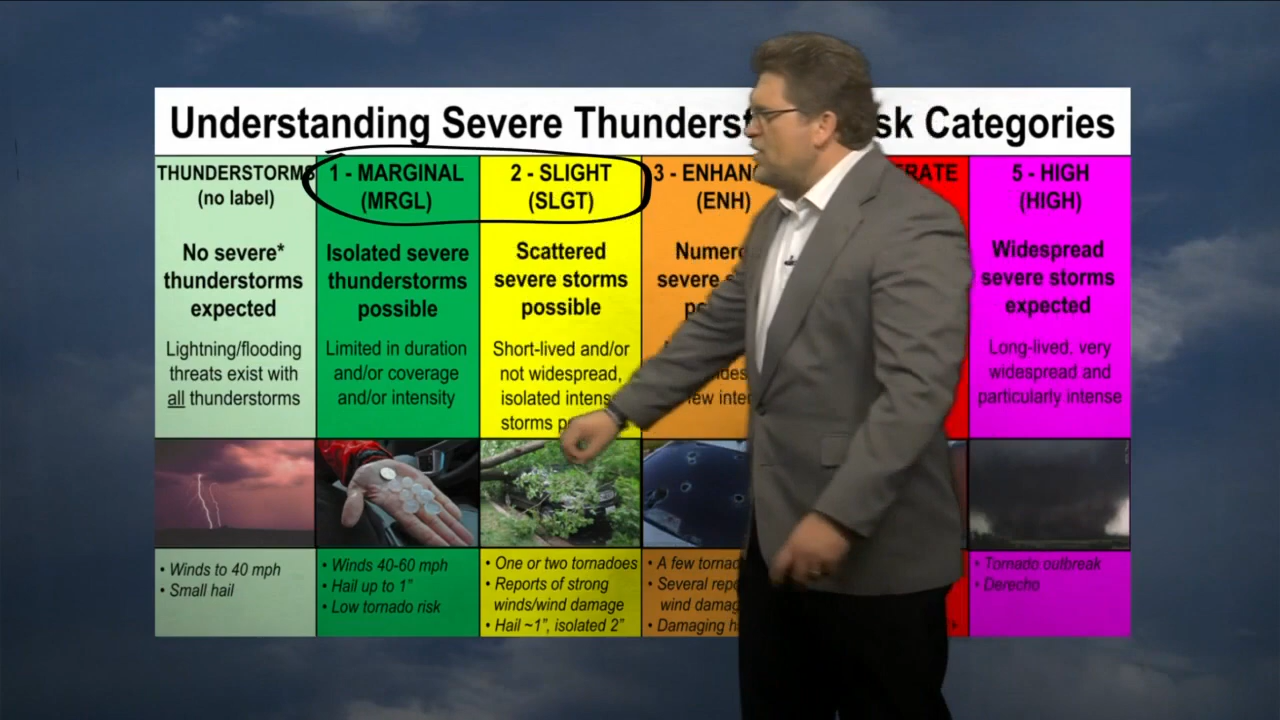 Understanding Severe sk Categories
THUNDERSTORMS
(no label)
No severe*
thunderstorms
expected
Lightning/flooding
threats exist with
all thunderstorms
• Winds to 40 mph
• Small hail
1 - MARGINAL
(MRGL)
Isolated severe
thunderstorms
possible
Limited in duration
and/or coverage
and/or intensity
• Winds 40-60 mph
• Hail up to 1"
• Low tornado risk
2 - SLIGHT
(SLGT)
Scattered
severe storms
possible
Short-lived and/or
not widespread,
isolated intense
storms
• One or two tornadoes
• Reports of strong
winds/wind damage
• Hail ~1", isolated 2"
3 - ENHAN
(ENH)
Numero
severe
• A few tornad
• Several repo
wind damag
• Damaging h
ERATE
5 - HIGH
(HIGH)
Widespread
severe storms
expected
Long-lived, very
widespread and
particularly intense
• Tornado outbreak
• Derecho